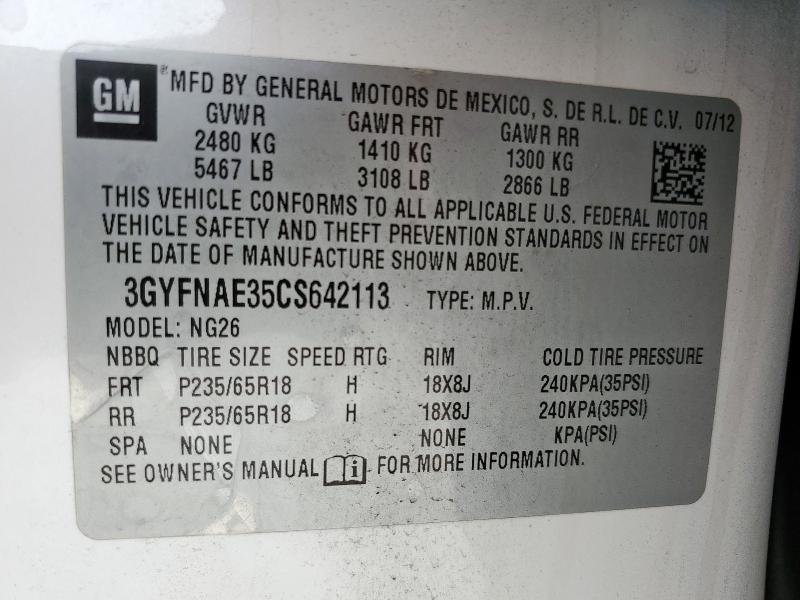 GM
® MFD BY GENERAL MOTORS DE MEXICO, S. DE R.L. DE C.V. 07/12
GVWR GAWR FRT GAWR RR
2480 KG 1410 KG 1300 KG
5467 LB 3108 LB 2866 LB
THIS VEHICLE CONFORMS TO ALL APPLICABLE U.S. FEDERAL MOTOR
VEHICLE SAFETY AND THEFT PREVENTION STANDARDS IN EFFECT ON
THE DATE OF MANUFACTURE SHOWN ABOVE.
3GYFNAE35CS642113 TYPE: M.P.V.
MODEL: NG26
NBBQ TIRE SIZE SPEED RTG RIM COLD TIRE PRESSURE
FRT P235/65R18 H 18X8J 240KPA(35PSI)
RR P235/65R18 H 18X8J 240KPA(35PSI)
SPA NONE NONE KPA(PSI)
SEE OWNER'S MANUAL i FOR MORE INFORMATION.